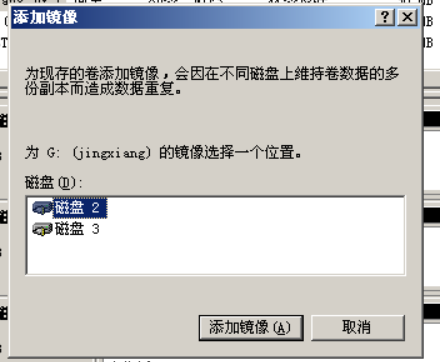 添加镜像
为现存的卷添加镜像，会因在不同磁盘上维持卷数据的多
份副本而造成数据重复。
为 G: (jingxiang) 的镜像选择一个位置。
磁盘(D):
磁盘 2
磁盘 3
添加镜像(A)
取消